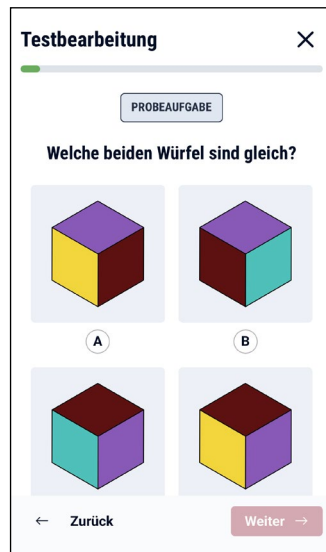 Testbearbeitung
PROBEAUFGABE
Welche beiden Würfel sind gleich?
A
B
← Zurück
Weiter →